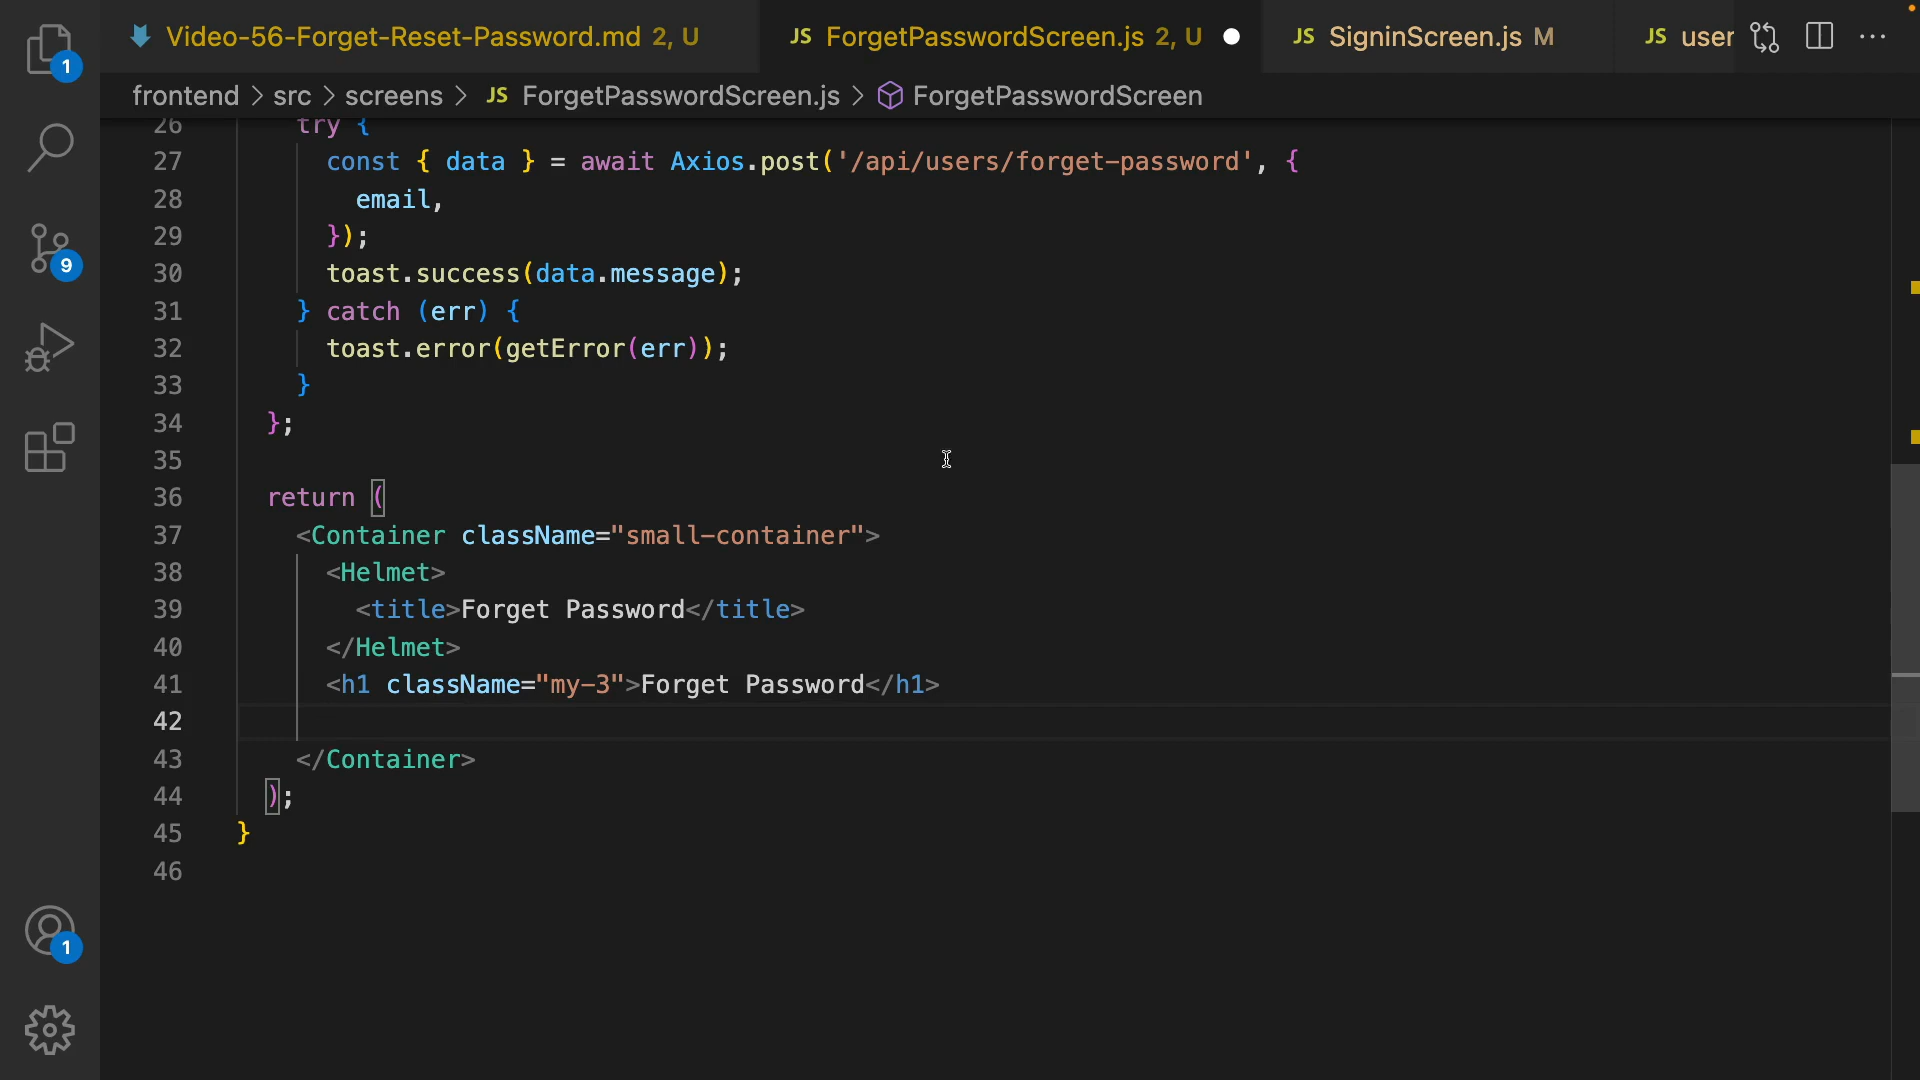 Video-56-Forget-Reset-Password.md 2, U
JS ForgetPasswordScreen.js 2, U
JS SigninScreen.js M
JS user
frontend > src > screens > JS ForgetPasswordScreen.js > ForgetPasswordScreen
1
9
1
26 try {
27 const { data } = await Axios.post('/api/users/forget-password', {
28 email,
29 });
30 toast.success(data.message);
31 } catch (err) {
32 toast.error(getError(err));
33 }
34 };
35
36 return (
37 <Container className="small-container">
38 <Helmet>
39 <title>Forget Password</title>
40 </Helmet>
41 <h1 className="my-3">Forget Password</h1>
42
43 </Container>
44 );
45 }
46